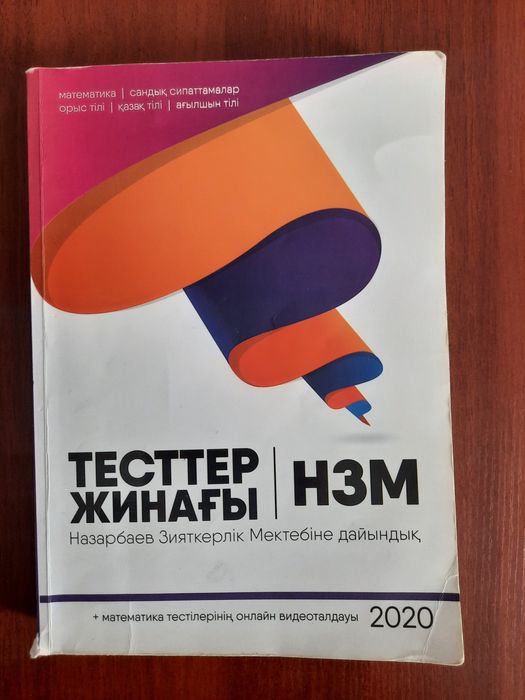 математика | сандық сипаттамалар
орыс тілі | қазақ тілі | ағылшын тілі
ТЕСТТЕР
ЖИНАҒЫ | НЗМ
Назарбаев Зияткерлік Мектебіне дайындық
+ математика тестілерінің онлайн видеоталдауы 2020